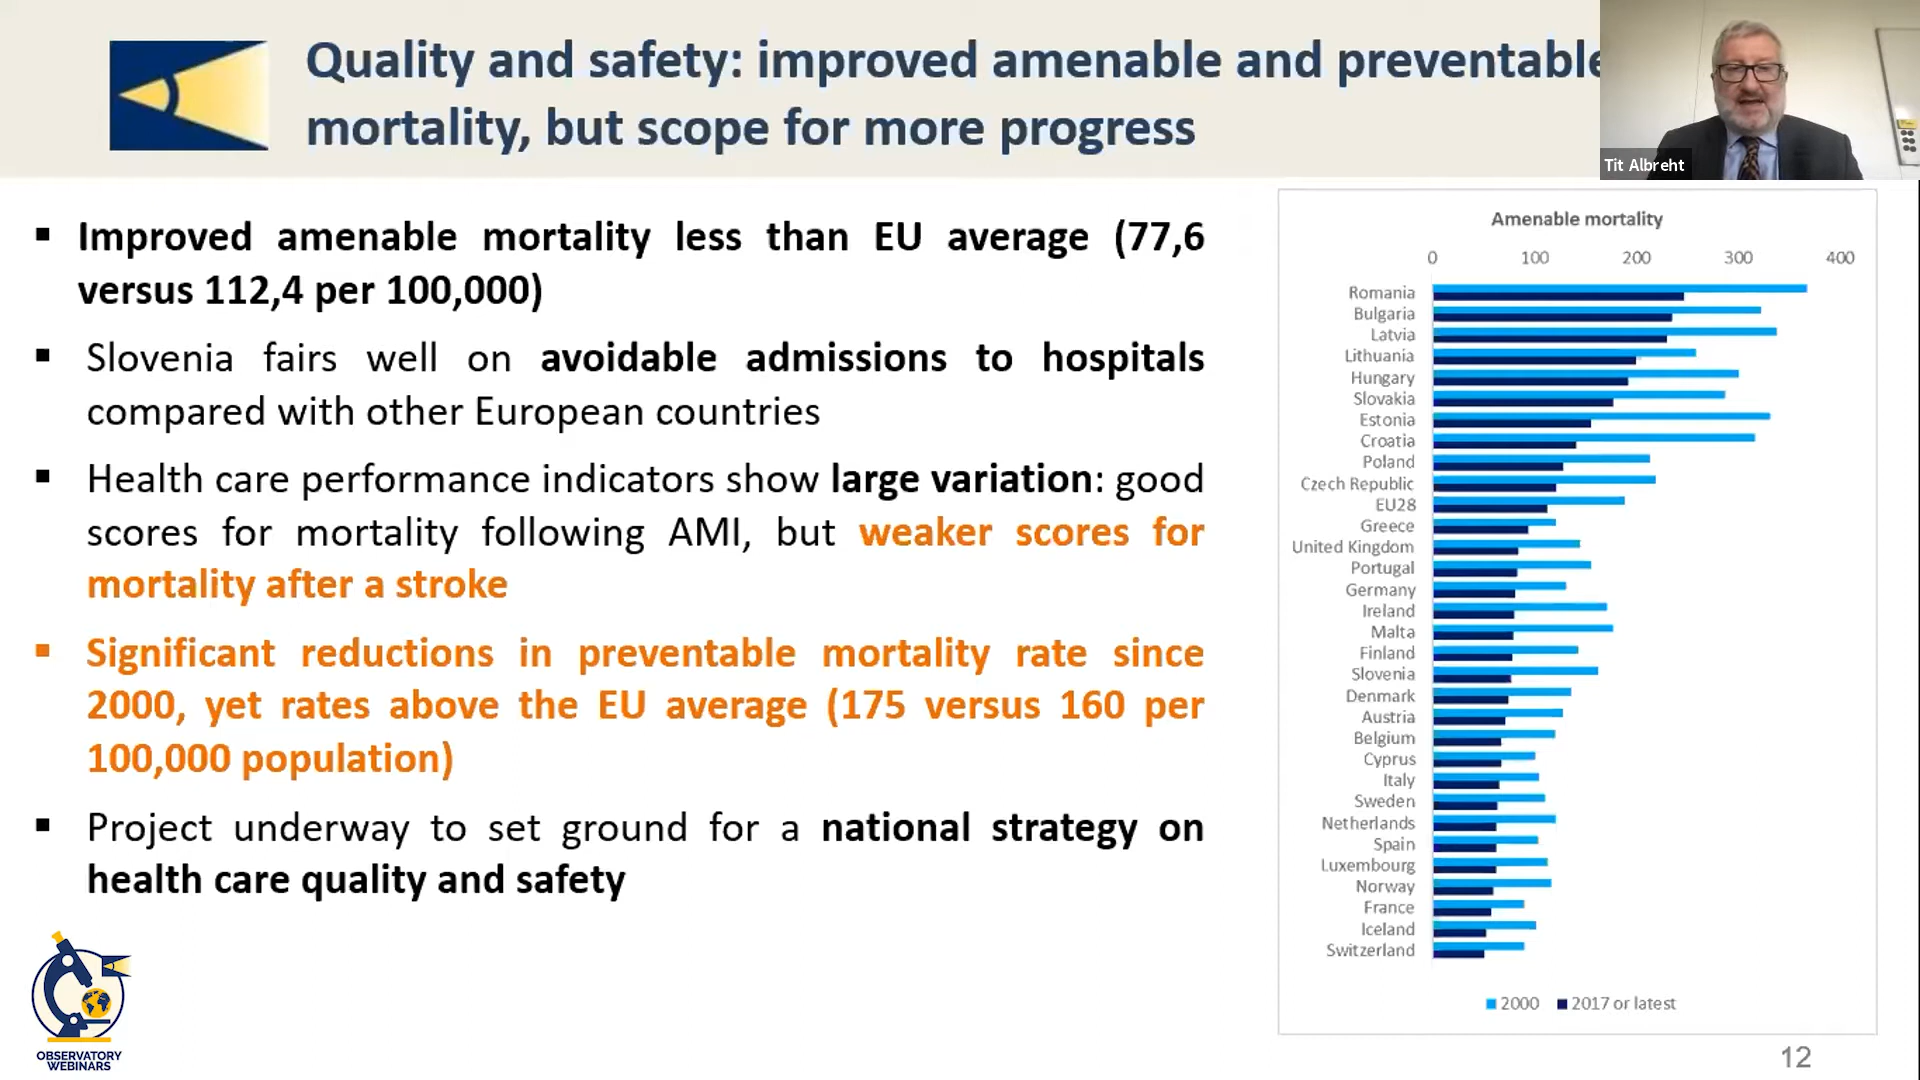 Quality and safety: improved amenable and preventable
mortality, but scope for more progress
Tit Albreht
▪ Improved amenable mortality less than EU average (77,6
versus 112,4 per 100,000)
▪ Slovenia fairs well on avoidable admissions to hospitals
compared with other European countries
▪ Health care performance indicators show large variation: good
scores for mortality following AMI, but weaker scores for
mortality after a stroke
▪ Significant reductions in preventable mortality rate since
2000, yet rates above the EU average (175 versus 160 per
100,000 population)
▪ Project underway to set ground for a national strategy on
health care quality and safety
OBSERVATORY
WEBINARS
Amenable mortality
0 100 200 300 400
Romania
Bulgaria
Latvia
Lithuania
Hungary
Slovakia
Estonia
Croatia
Poland
Czech Republic
EU28
Greece
United Kingdom
Portugal
Germany
Ireland
Malta
Finland
Slovenia
Denmark
Austria
Belgium
Cyprus
Italy
Sweden
Netherlands
Spain
Luxembourg
Norway
France
Iceland
Switzerland
2000 2017 or latest
12